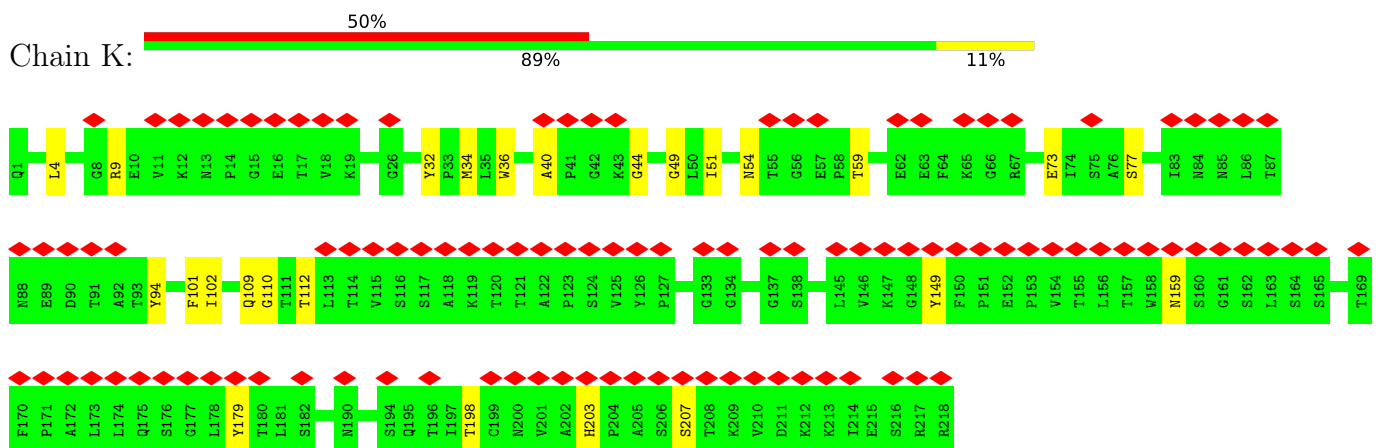 50%
Chain K:
89% 11%
Q1 L4 G8 R9 E10 V11 K12 N13 P14 G15 E16 T17 V18 K19 G26 Y32 P33 M34 L35 W36 A40 P41 G42 K43 G44 G49 L50 I51 N54 T55 G56 E57 P58 T59 E62 E63 F64 K65 G66 R67 E73 I74 S75 A76 S77 I83 N84 N85 L86 T87
N88 E89 D90 T91 A92 T93 Y94 F101 I102 Q109 G110 T111 T112 L113 T114 V115 S116 S117 A118 K119 T120 T121 A122 P123 S124 V125 Y126 P127 G133 G134 G137 S138 L145 V146 K147 G148 Y149 F150 P151 E152 P153 V154 T155 L156 T157 W158 N159 S160 G161 S162 L163 S164 S165 T169
F170 P171 A172 L173 L174 Q175 S176 G177 L178 Y179 T180 L181 S182 N190 S194 Q195 T196 I197 T198 C199 N200 V201 A202 H203 P204 A205 S206 S207 T208 K209 V210 D211 K212 K213 I214 E215 S216 R217 R218